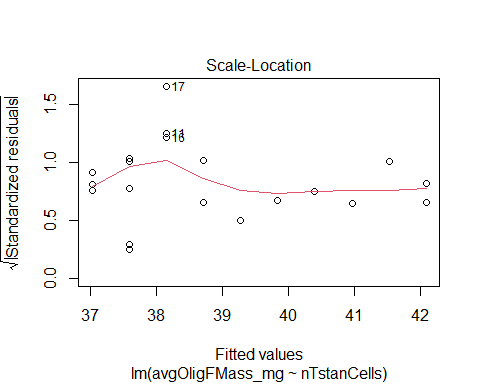 Scale-Location
√|Standardized residuals|
1.5
1.0
0.5
0.0
17
11
16
37 38 39 40 41 42
Fitted values
lm(avgOligFMass_mg ~ nTstanCells)